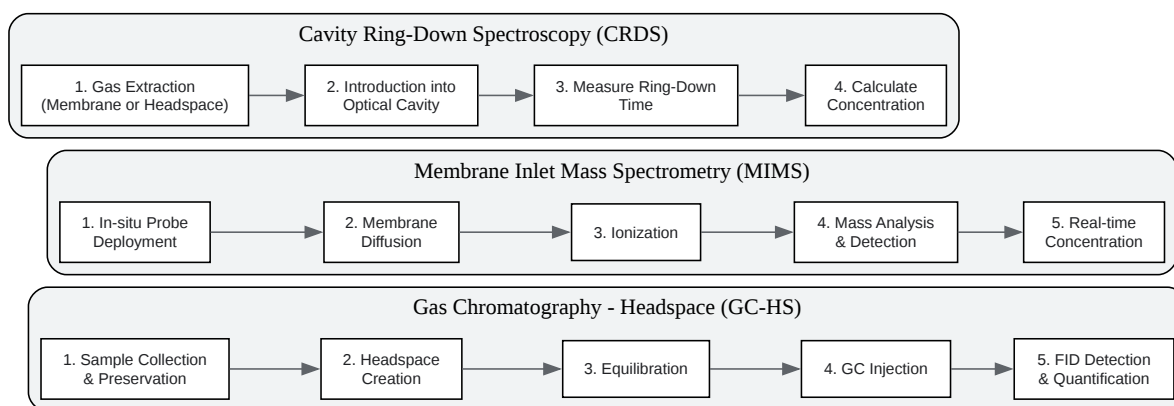 Cavity Ring-Down Spectroscopy (CRDS)
1. Gas Extraction
(Membrane or Headspace)
2. Introduction into
Optical Cavity
3. Measure Ring-Down
Time
4. Calculate
Concentration
Membrane Inlet Mass Spectrometry (MIMS)
1. In-situ Probe
Deployment
2. Membrane
Diffusion
3. Ionization
4. Mass Analysis
& Detection
5. Real-time
Concentration
Gas Chromatography - Headspace (GC-HS)
1. Sample Collection
& Preservation
2. Headspace
Creation
3. Equilibration
4. GC Injection
5. FID Detection
& Quantification